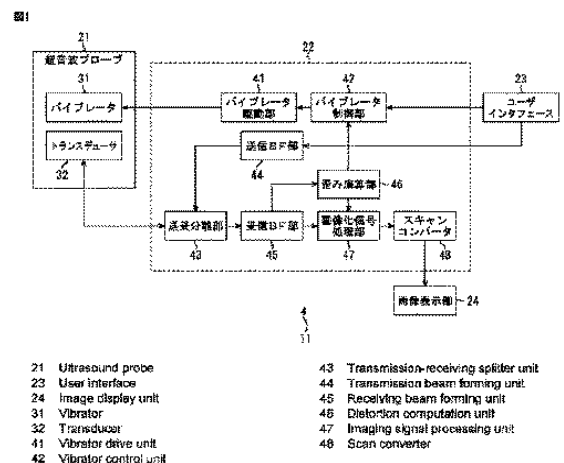 図1
21
超音波プローブ
22
31
41
42
23
バイブレータ
バイブレータ
駆動部
バイブレータ
制御部
ユーザ
インタフェース
トランスデューサ
32
送信BF部
44
歪み演算部
46
送受分離部
受信BF部
画像化信号
処理部
スキャン
コンバータ
43
45
47
48
画像表示部
24
11
21 Ultrasound probe
23 User interface
24 Image display unit
31 Vibrator
32 Transducer
41 Vibrator drive unit
42 Vibrator control unit
43 Transmission-receiving splitter unit
44 Transmission beam forming unit
45 Receiving beam forming unit
46 Distortion computation unit
47 Imaging signal processing unit
48 Scan converter